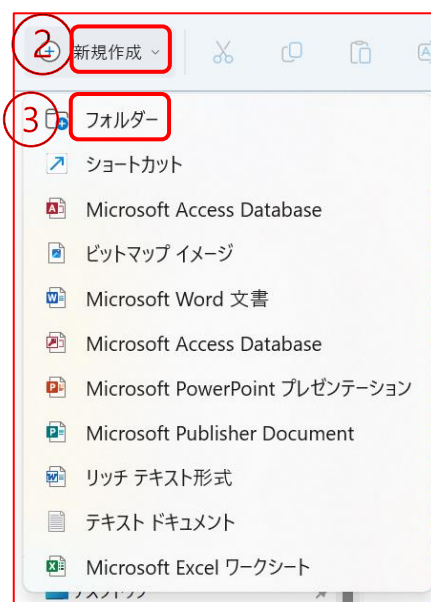 ② 新規作成
③ フォルダー
ショートカット
Microsoft Access Database
ビットマップ イメージ
Microsoft Word 文書
Microsoft Access Database
Microsoft PowerPoint プレゼンテーション
Microsoft Publisher Document
リッチ テキスト形式
テキスト ドキュメント
Microsoft Excel ワークシート